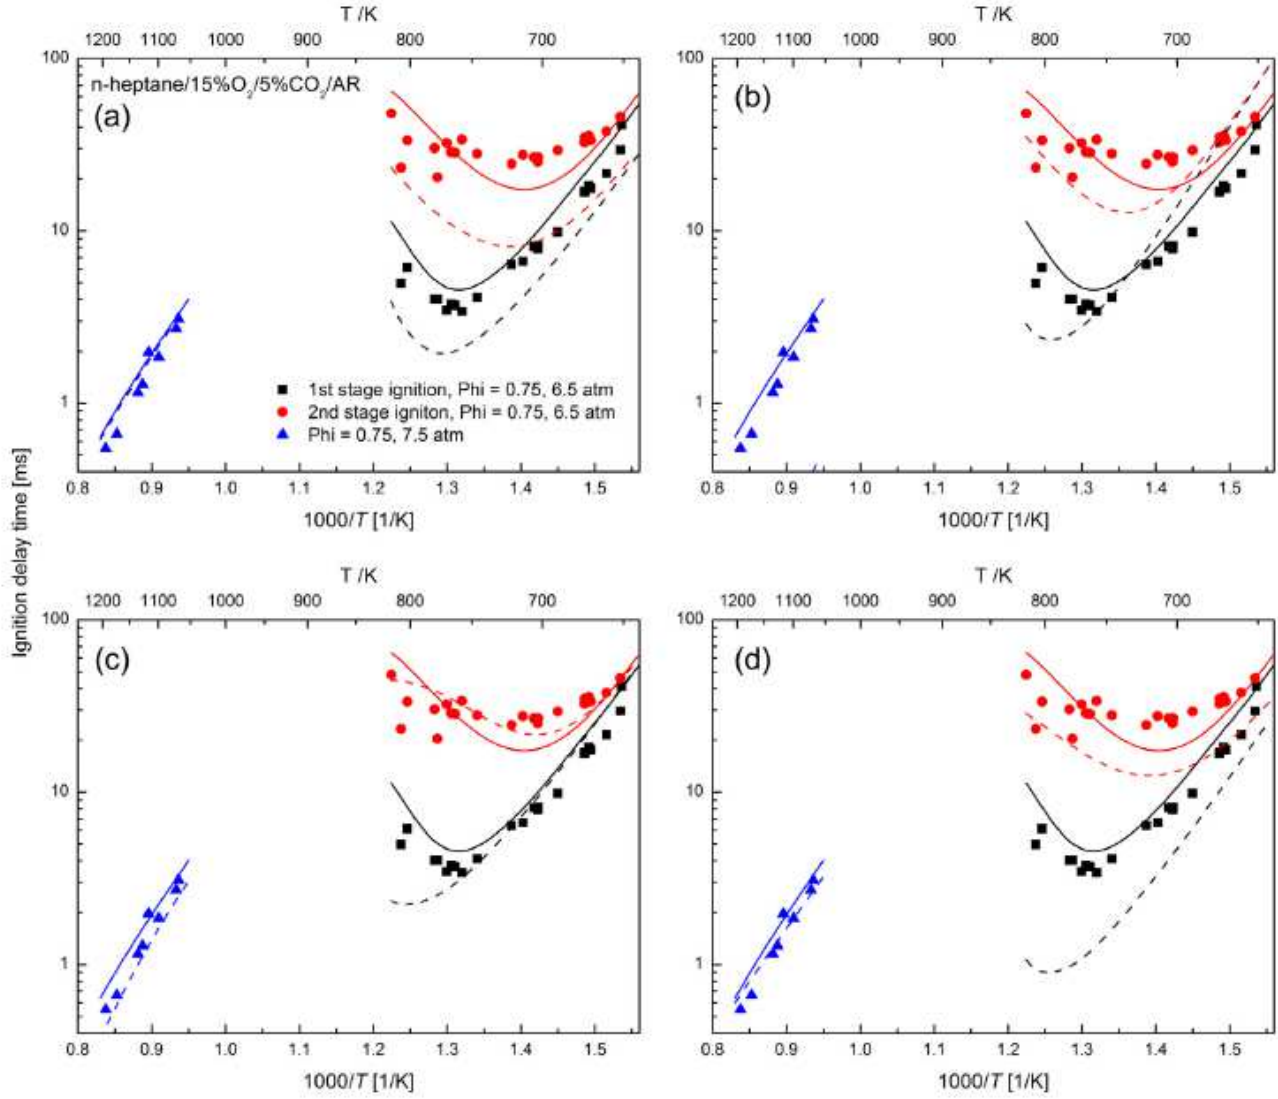 T /K
1200 1100 1000 900 800 700
100
n-heptane/15%O2/5%CO2/AR
(a)
10
1st stage ignition, Phi = 0.75, 6.5 atm
2nd stage igniton, Phi = 0.75, 6.5 atm
Phi = 0.75, 7.5 atm
1
0.8 0.9 1.0 1.1 1.2 1.3 1.4 1.5
1000/T [1/K]
T /K
1200 1100 1000 900 800 700
100
(b)
10
1
0.8 0.9 1.0 1.1 1.2 1.3 1.4 1.5
1000/T [1/K]
Ignition delay time [ms]
T /K
1200 1100 1000 900 800 700
100
(c)
10
1
0.8 0.9 1.0 1.1 1.2 1.3 1.4 1.5
1000/T [1/K]
T /K
1200 1100 1000 900 800 700
100
(d)
10
1
0.8 0.9 1.0 1.1 1.2 1.3 1.4 1.5
1000/T [1/K]